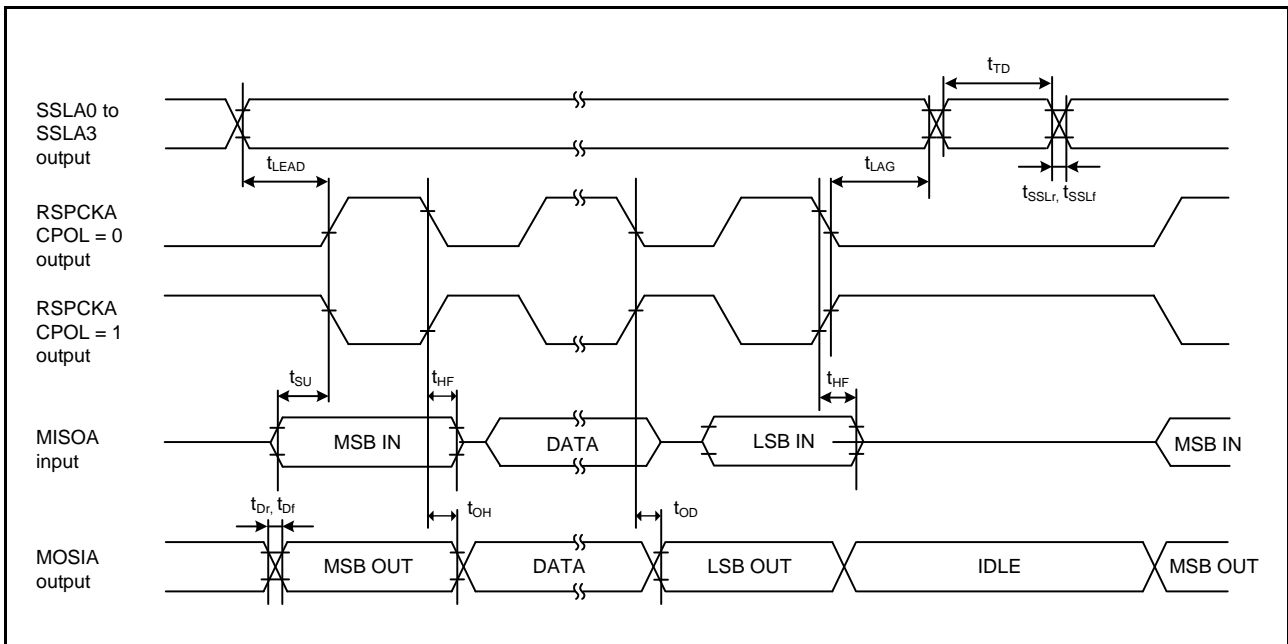 tTD
SSLA0 to
SSLA3
output
tLEAD
tLAG
tSSLr, tSSLf
RSPCKA
CPOL = 0
output
RSPCKA
CPOL = 1
output
tSU
tHF
tHF
MISOA
input
MSB IN
DATA
LSB IN
MSB IN
tDr, tDf
tOH
tOD
MOSIA
output
MSB OUT
DATA
LSB OUT
IDLE
MSB OUT